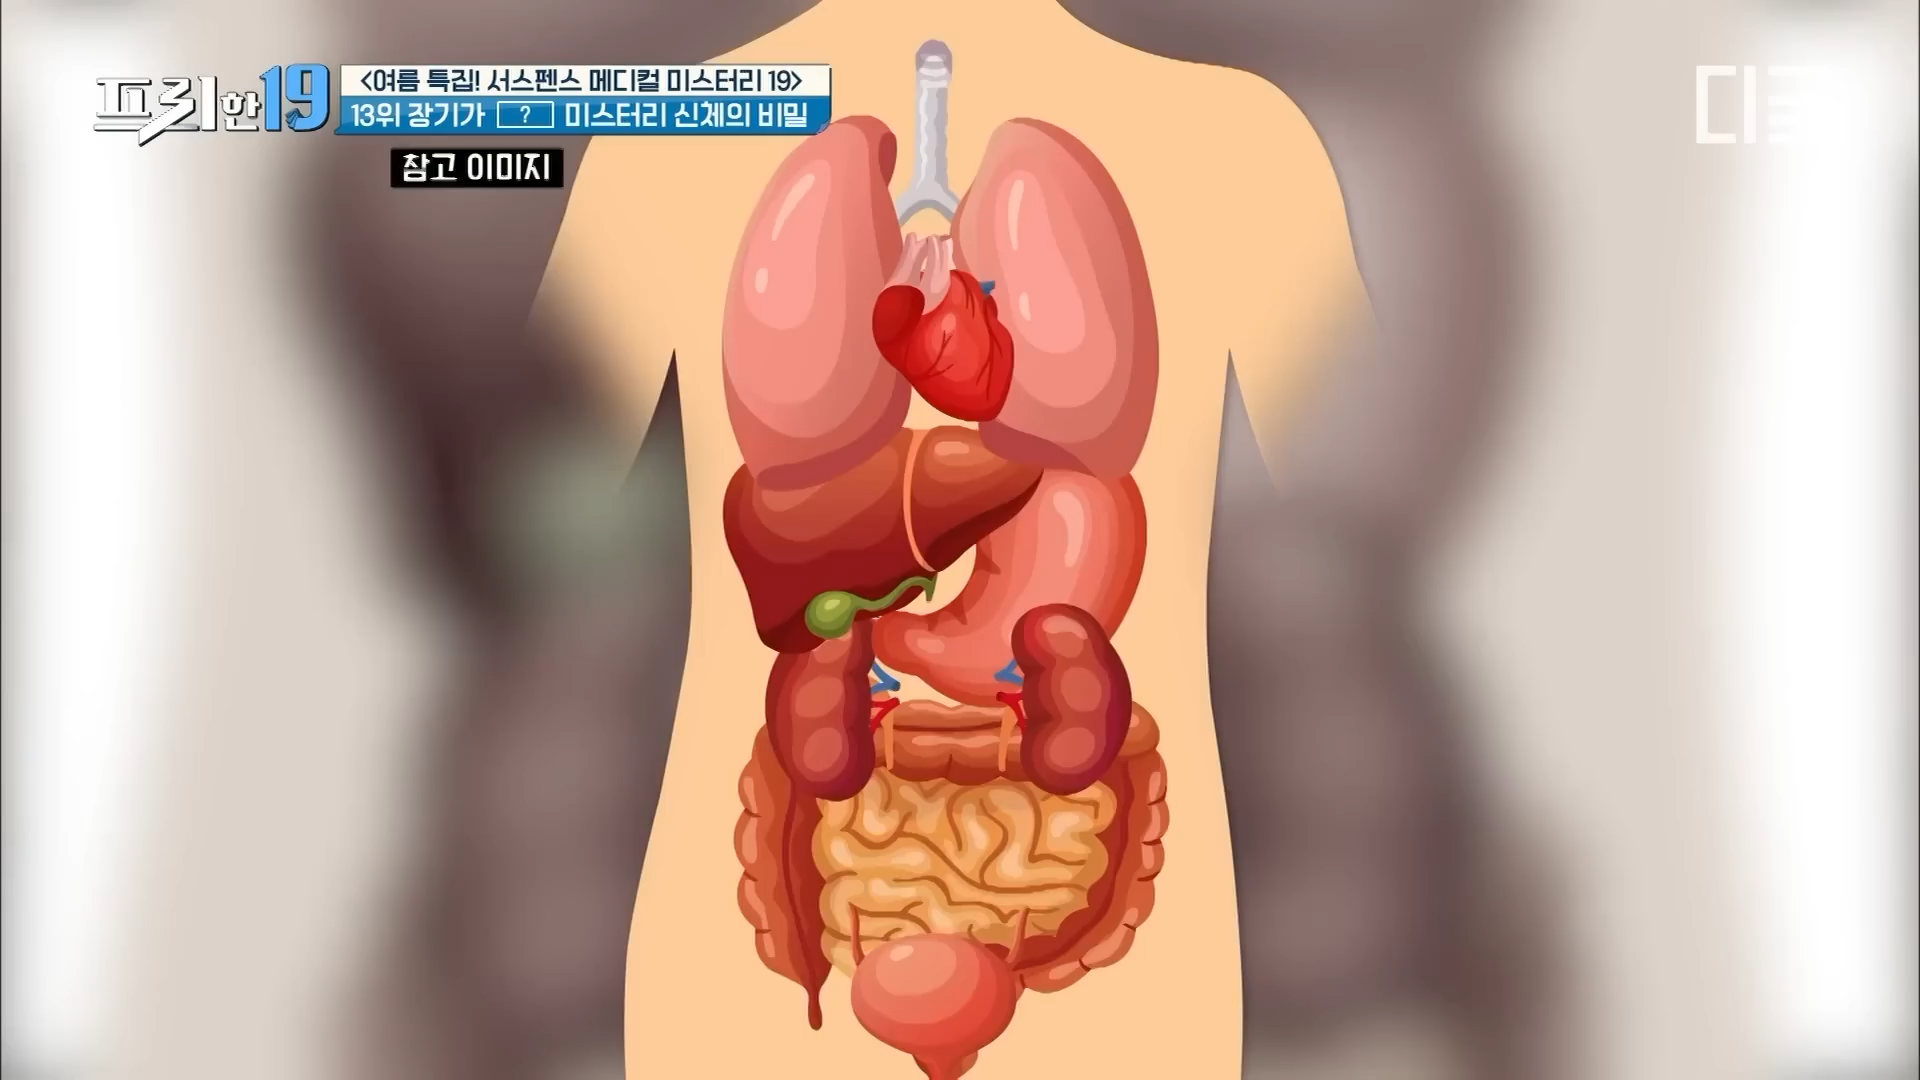 프리한19
<여름 특집! 서스펜스 메디컬 미스터리 19>
13위 장기가 ? 미스터리 신체의 비밀
참고 이미지